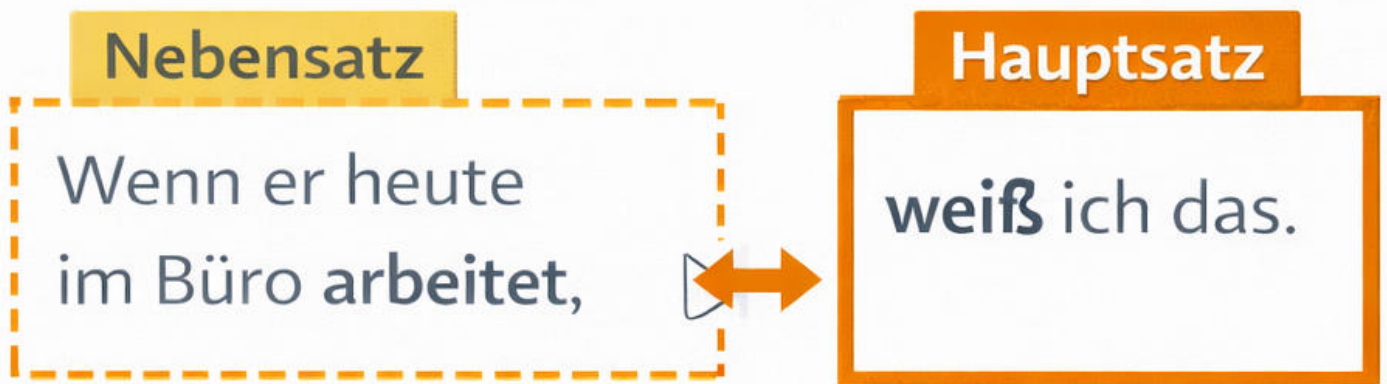 Nebensatz
Wenn er heute
im Büro arbeitet,
Hauptsatz
weiß ich das.